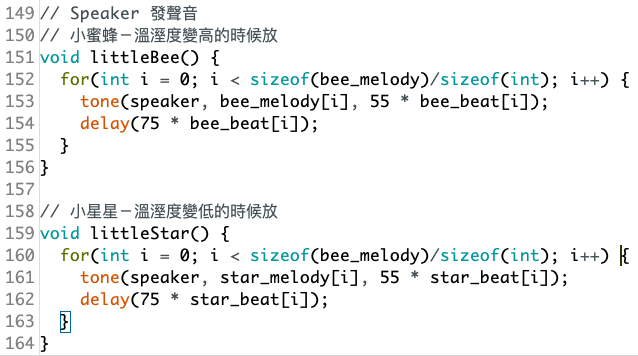 149 // Speaker 發聲音
150 // 小蜜蜂－溫溼度變高的時候放
151 void littleBee() {
152   for(int i = 0; i < sizeof(bee_melody)/sizeof(int); i++) {
153     tone(speaker, bee_melody[i], 55 * bee_beat[i]);
154     delay(75 * bee_beat[i]);
155   }
156 }
157
158 // 小星星－溫溼度變低的時候放
159 void littleStar() {
160   for(int i = 0; i < sizeof(bee_melody)/sizeof(int); i++) {
161     tone(speaker, star_melody[i], 55 * star_beat[i]);
162     delay(75 * star_beat[i]);
163   }
164 }